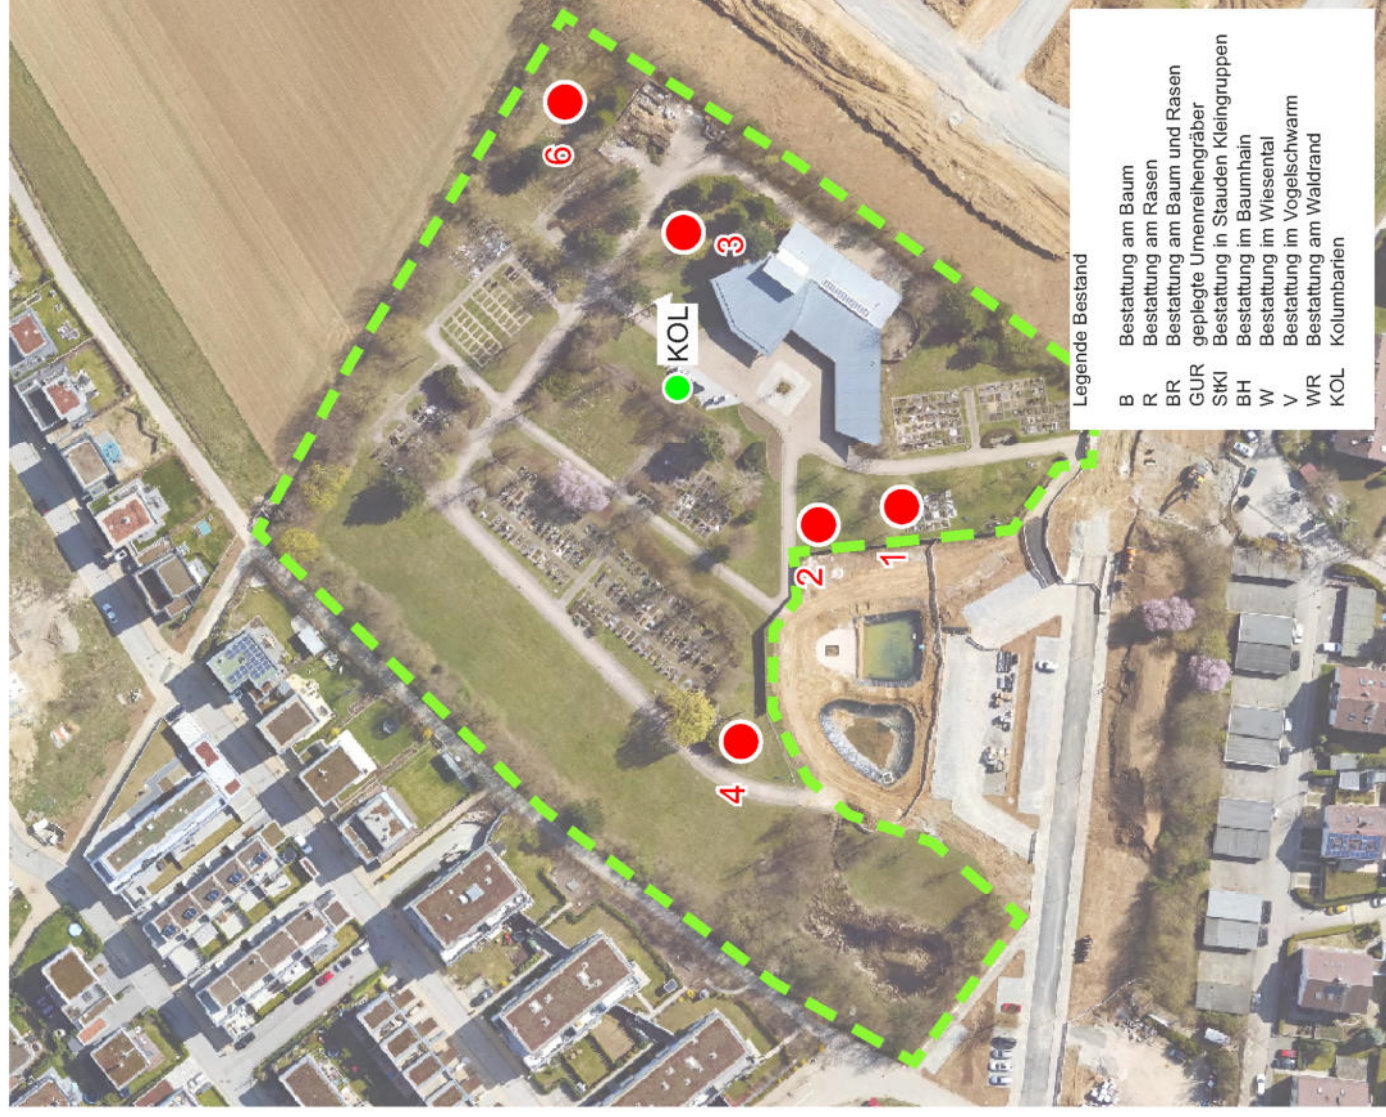 6
3
KOL
2
1
4
Legende Bestand
B Bestattung am Baum
R Bestattung am Rasen
BR Bestattung am Baum und Rasen
GUR geplegte Urnenreihengräber
StKl Bestattung in Stauden Kleingruppen
BH Bestattung im Baumhain
W Bestattung im Wiesental
V Bestattung im Vogelschwarm
WR Bestattung am Waldrand
KOL Kolumbarien